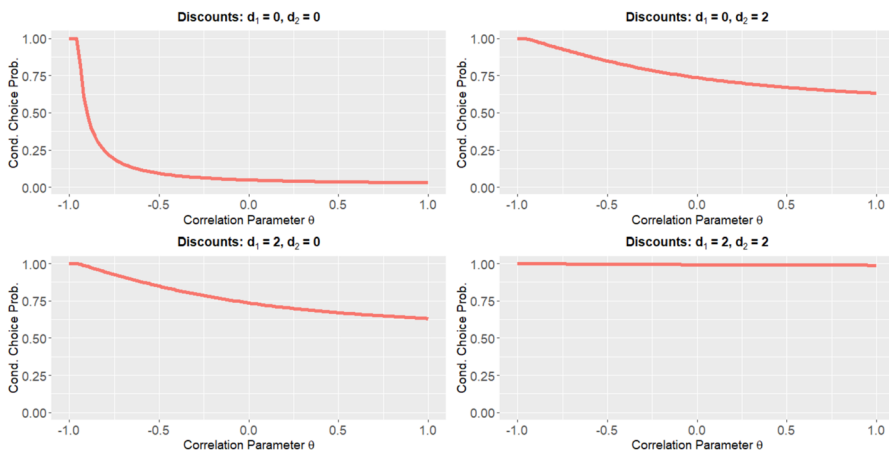 Discounts: d₁ = 0, d₂ = 0
Cond. Choice Prob.
1.00
0.75
0.50
0.25
0.00
-1.0 -0.5 0.0 0.5 1.0
Correlation Parameter θ
Discounts: d₁ = 0, d₂ = 2
Cond. Choice Prob.
1.00
0.75
0.50
0.25
0.00
-1.0 -0.5 0.0 0.5 1.0
Correlation Parameter θ
Discounts: d₁ = 2, d₂ = 0
Cond. Choice Prob.
1.00
0.75
0.50
0.25
0.00
-1.0 -0.5 0.0 0.5 1.0
Correlation Parameter θ
Discounts: d₁ = 2, d₂ = 2
Cond. Choice Prob.
1.00
0.75
0.50
0.25
0.00
-1.0 -0.5 0.0 0.5 1.0
Correlation Parameter θ